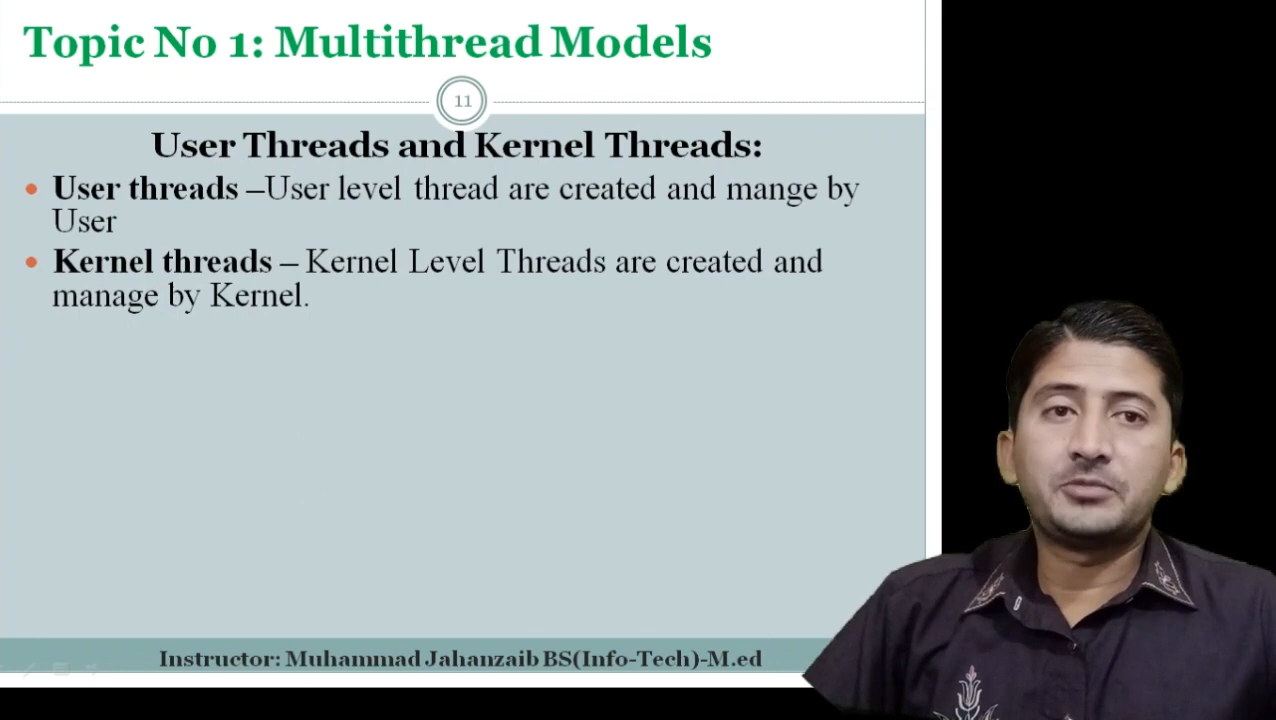 Topic No 1: Multithread Models
11
User Threads and Kernel Threads:
• User threads –User level thread are created and mange by
User
• Kernel threads – Kernel Level Threads are created and
manage by Kernel.
Instructor: Muhammad Jahanzaib BS(Info-Tech)-M.ed